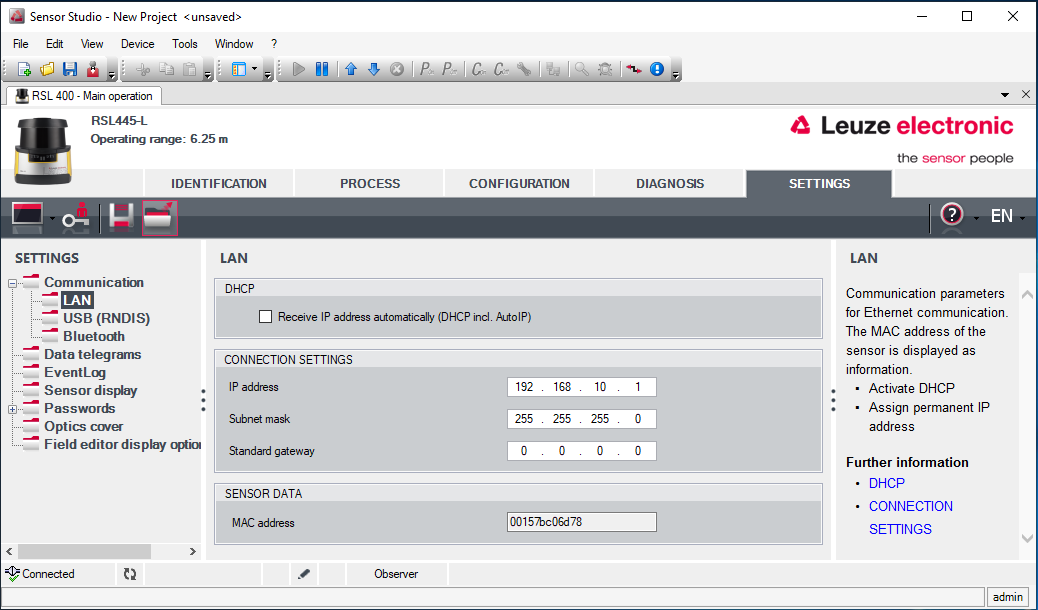 Sensor Studio - New Project <unsaved>
File Edit View Device Tools Window ?
RSL 400 - Main operation
RSL445-L
Operating range: 6.25 m
Leuze electronic
the sensor people
IDENTIFICATION PROCESS CONFIGURATION DIAGNOSIS SETTINGS
? EN
SETTINGS
Communication
LAN
USB (RNDIS)
Bluetooth
Data telegrams
EventLog
Sensor display
Passwords
Optics cover
Field editor display option
LAN
DHCP
Receive IP address automatically (DHCP incl. AutoIP)
CONNECTION SETTINGS
IP address 192 . 168 . 10 . 1
Subnet mask 255 . 255 . 255 . 0
Standard gateway 0 . 0 . 0 . 0
SENSOR DATA
MAC address 00157bc06d78
LAN
Communication parameters
for Ethernet communication.
The MAC address of the
sensor is displayed as
information.
• Activate DHCP
• Assign permanent IP
address
Further information
• DHCP
• CONNECTION
SETTINGS
Connected Observer
admin